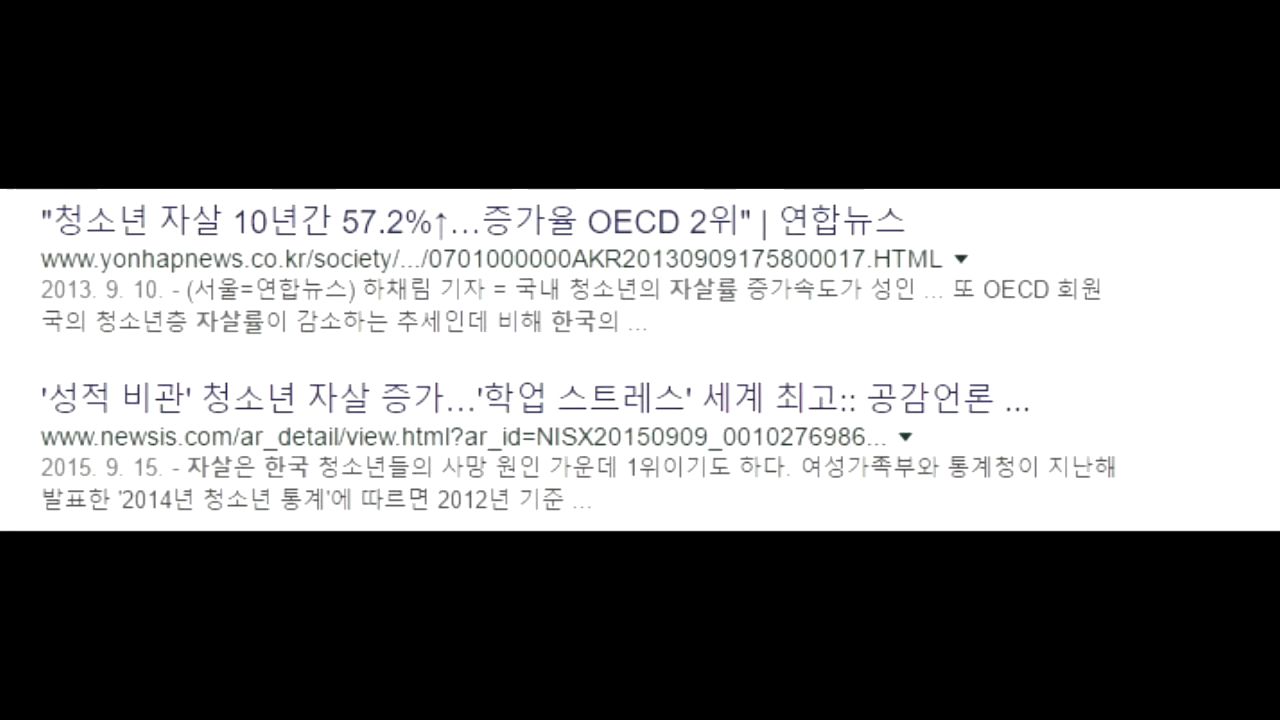 "청소년 자살 10년간 57.2%↑...증가율 OECD 2위" | 연합뉴스
www.yonhapnews.co.kr/society/.../0701000000AKR20130909175800017.HTML ▼
2013. 9. 10. - (서울=연합뉴스) 하채림 기자 = 국내 청소년의 자살률 증가속도가 성인 ... 또 OECD 회원
국의 청소년층 자살률이 감소하는 추세인데 비해 한국의 ...
'성적 비관' 청소년 자살 증가...'학업 스트레스' 세계 최고:: 공감언론 ...
www.newsis.com/ar_detail/view.html?ar_id=NISX20150909_0010276986... ▼
2015. 9. 15. - 자살은 한국 청소년들의 사망 원인 가운데 1위이기도 하다. 여성가족부와 통계청이 지난해
발표한 '2014년 청소년 통계'에 따르면 2012년 기준 ...